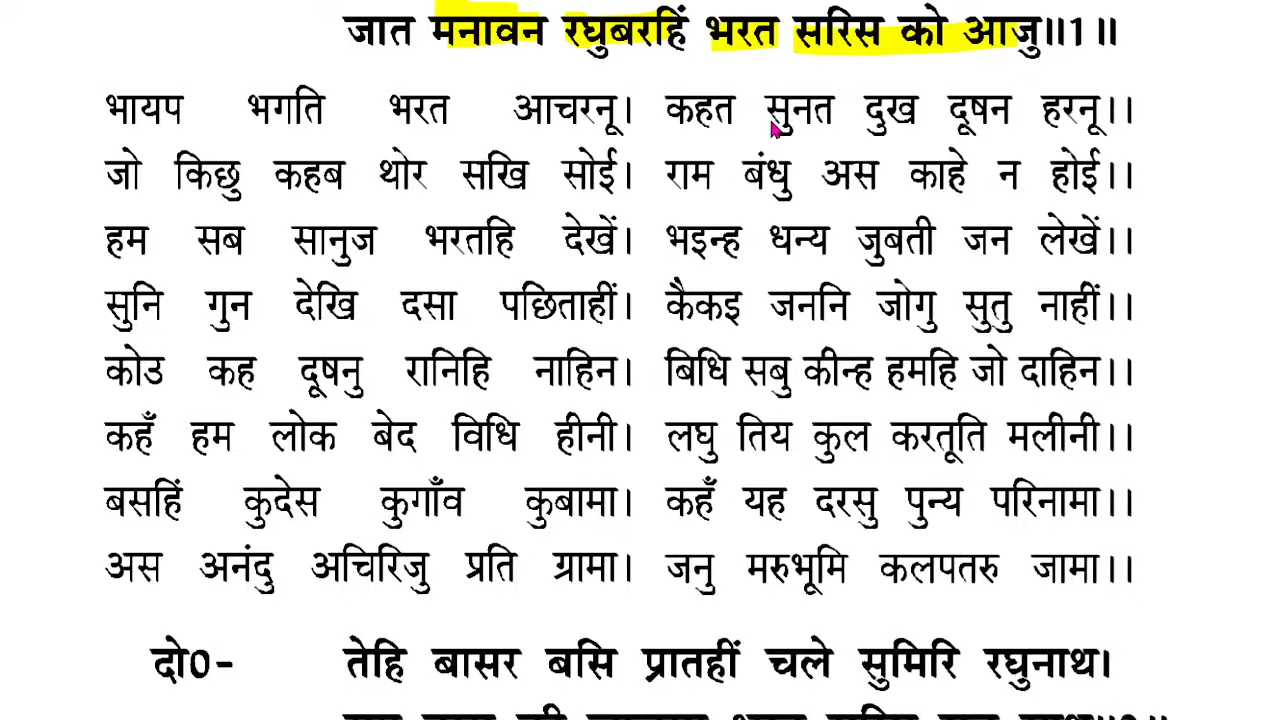 जात मनावन रघुबरहिं भरत सरिस को आजु॥1॥
भायप भगति भरत आचरनू। कहत सुनत दुख दूषन हरनू।।
जो किछु कहब थोर सखि सोई। राम बंधु अस काहे न होई।।
हम सब सानुज भरतहि देखें। भइन्ह धन्य जुबती जन लेखें।।
सुनि गुन देखि दसा पछिताहीं। कैकइ जननि जोगु सुतु नाहीं।।
कोउ कह दूषनु रानिहि नाहिन। बिधि सबु कीन्ह हमहि जो दाहिन।।
कहँ हम लोक बेद विधि हीनी। लघु तिय कुल करतूति मलीनी।।
बसहिं कुदेस कुगाँव कुबामा। कहँ यह दरसु पुन्य परिनामा।।
अस अनंदु अचिरिजु प्रति ग्रामा। जनु मरुभूमि कलपतरु जामा।।
दो0- तेहि बासर बसि प्रातहीं चले सुमिरि रघुनाथ।